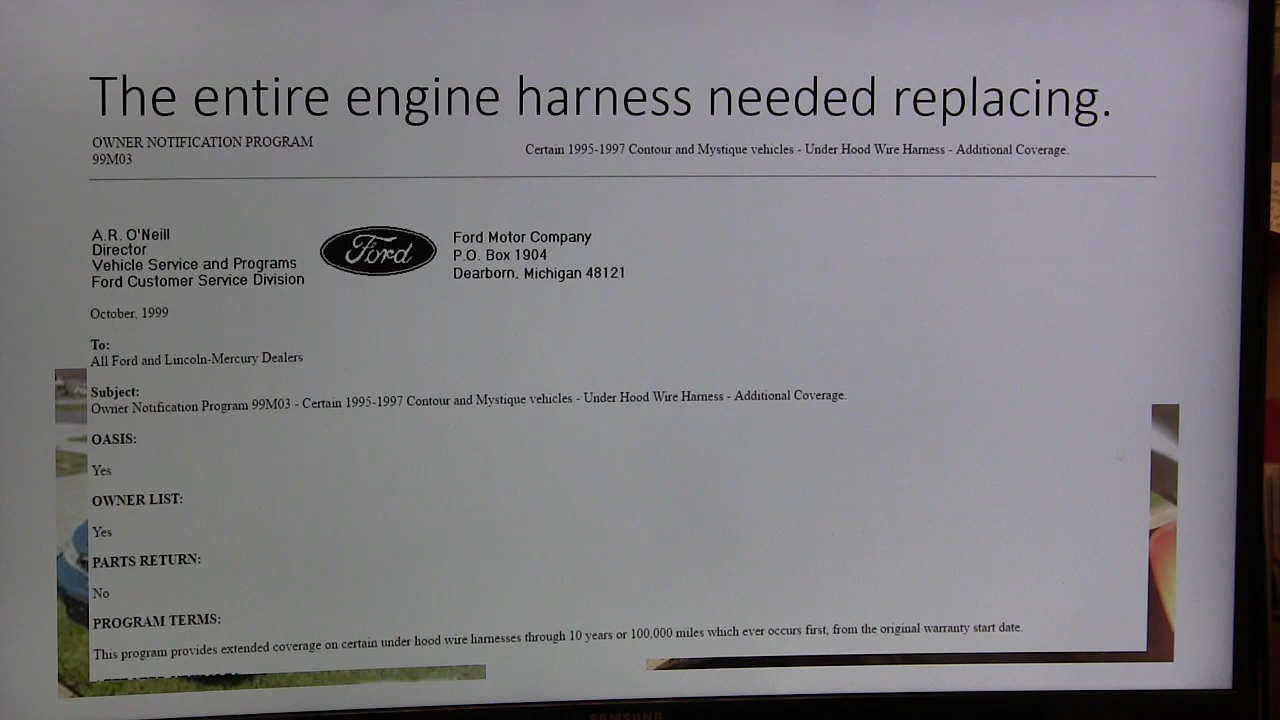 The entire engine harness needed replacing.
OWNER NOTIFICATION PROGRAM
99M03
Certain 1995-1997 Contour and Mystique vehicles - Under Hood Wire Harness - Additional Coverage.
A.R. O'Neill
Director
Vehicle Service and Programs
Ford Customer Service Division
Ford
Ford Motor Company
P.O. Box 1904
Dearborn, Michigan 48121
October, 1999
To:
All Ford and Lincoln-Mercury Dealers
Subject:
Owner Notification Program 99M03 - Certain 1995-1997 Contour and Mystique vehicles - Under Hood Wire Harness - Additional Coverage.
OASIS:
Yes
OWNER LIST:
Yes
PARTS RETURN:
No
PROGRAM TERMS:
This program provides extended coverage on certain under hood wire harnesses through 10 years or 100,000 miles which ever occurs first, from the original warranty start date.
SAMSUNG